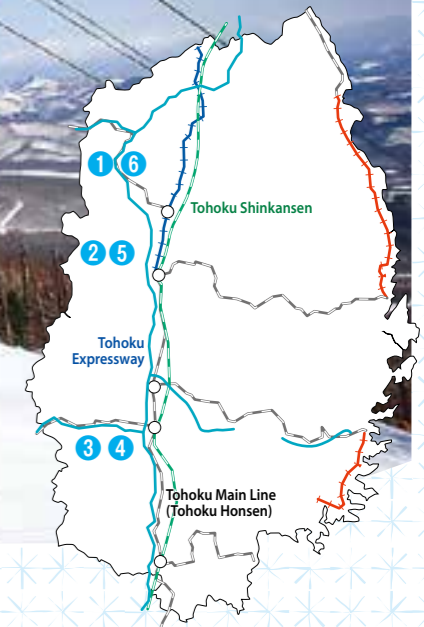 1 6
Tohoku Shinkansen
2 5
Tohoku
Expressway
3 4
Tohoku Main Line
(Tohoku Honsen)